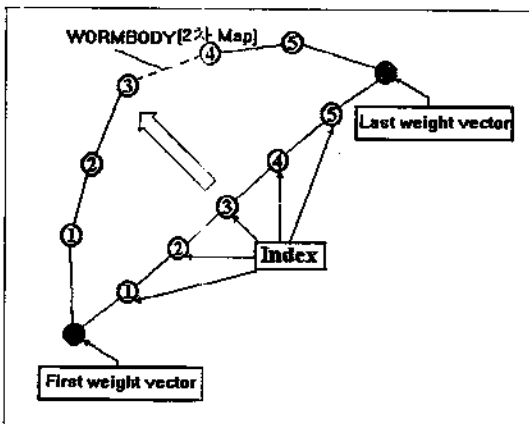 WORMBODY[2차 Map]
④ ⑤
③
Last weight vector
⑤
②
④
③
①
②
Index
①
First weight vector